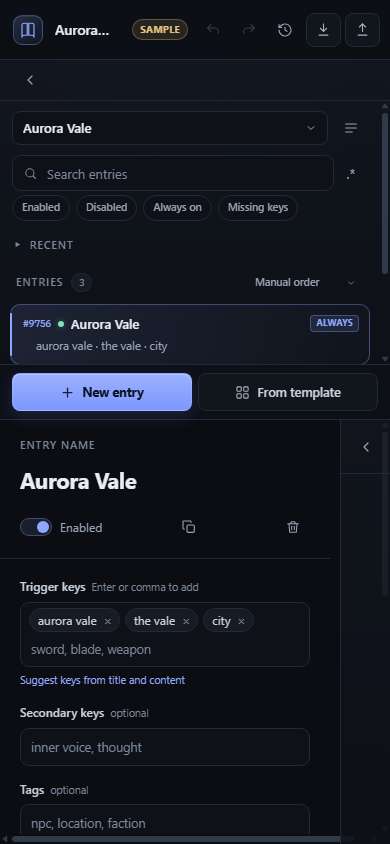 Aurora...
SAMPLE
Aurora Vale
Search entries
.*
Enabled
Disabled
Always on
Missing keys
RECENT
ENTRIES 3
Manual order
#9756 Aurora Vale
ALWAYS
aurora vale · the vale · city
New entry
From template
ENTRY NAME
Aurora Vale
Enabled
Trigger keys Enter or comma to add
aurora vale × the vale × city ×
sword, blade, weapon
Suggest keys from title and content
Secondary keys optional
inner voice, thought
Tags optional
npc, location, faction